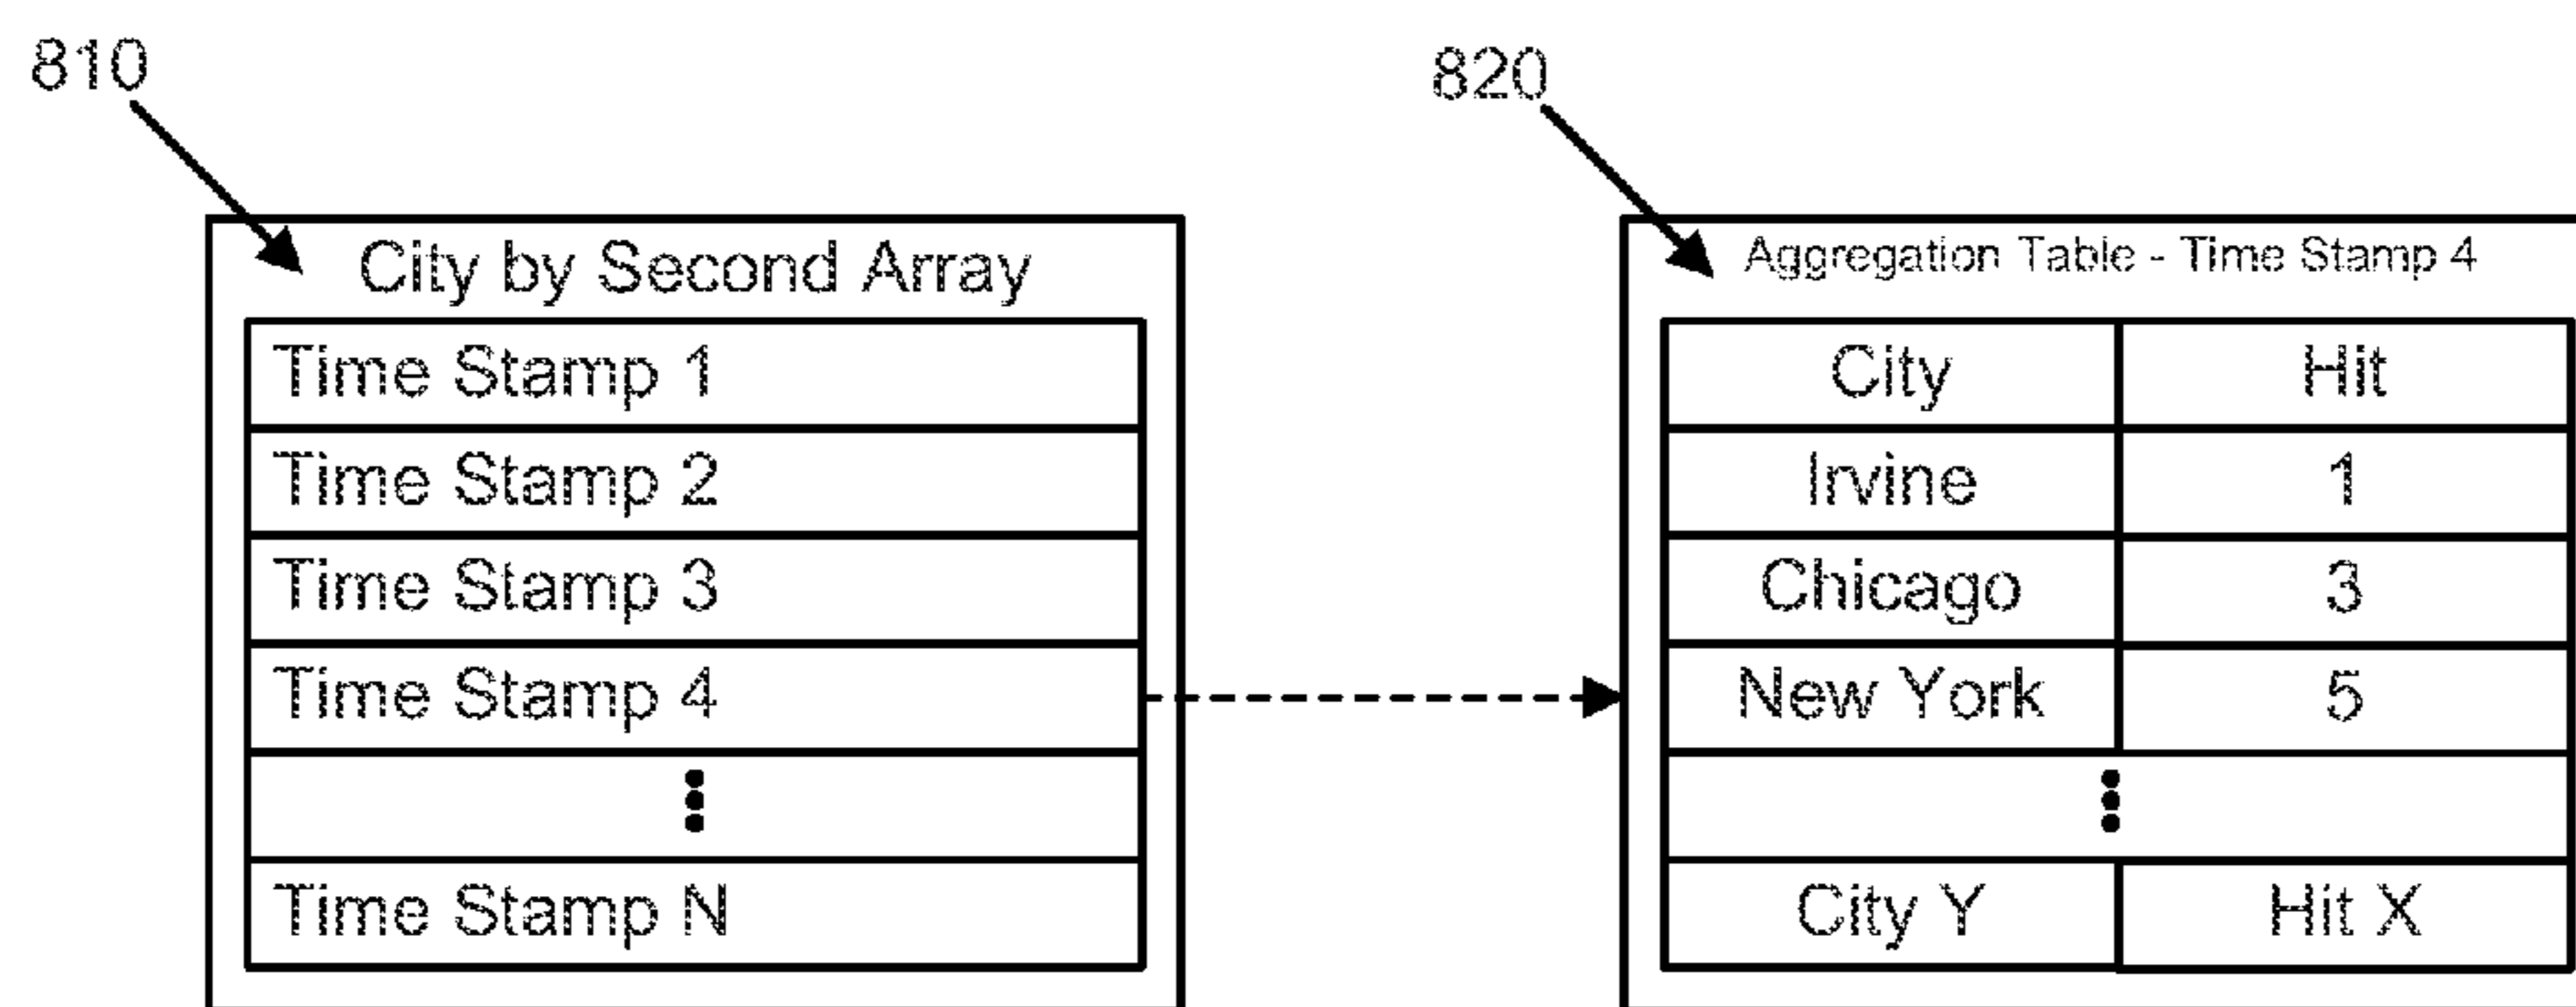 810
820
City by Second Array
Time Stamp 1
Time Stamp 2
Time Stamp 3
Time Stamp 4
Time Stamp N
Aggregation Table - Time Stamp 4
City Hit
Irvine 1
Chicago 3
New York 5
City Y Hit X